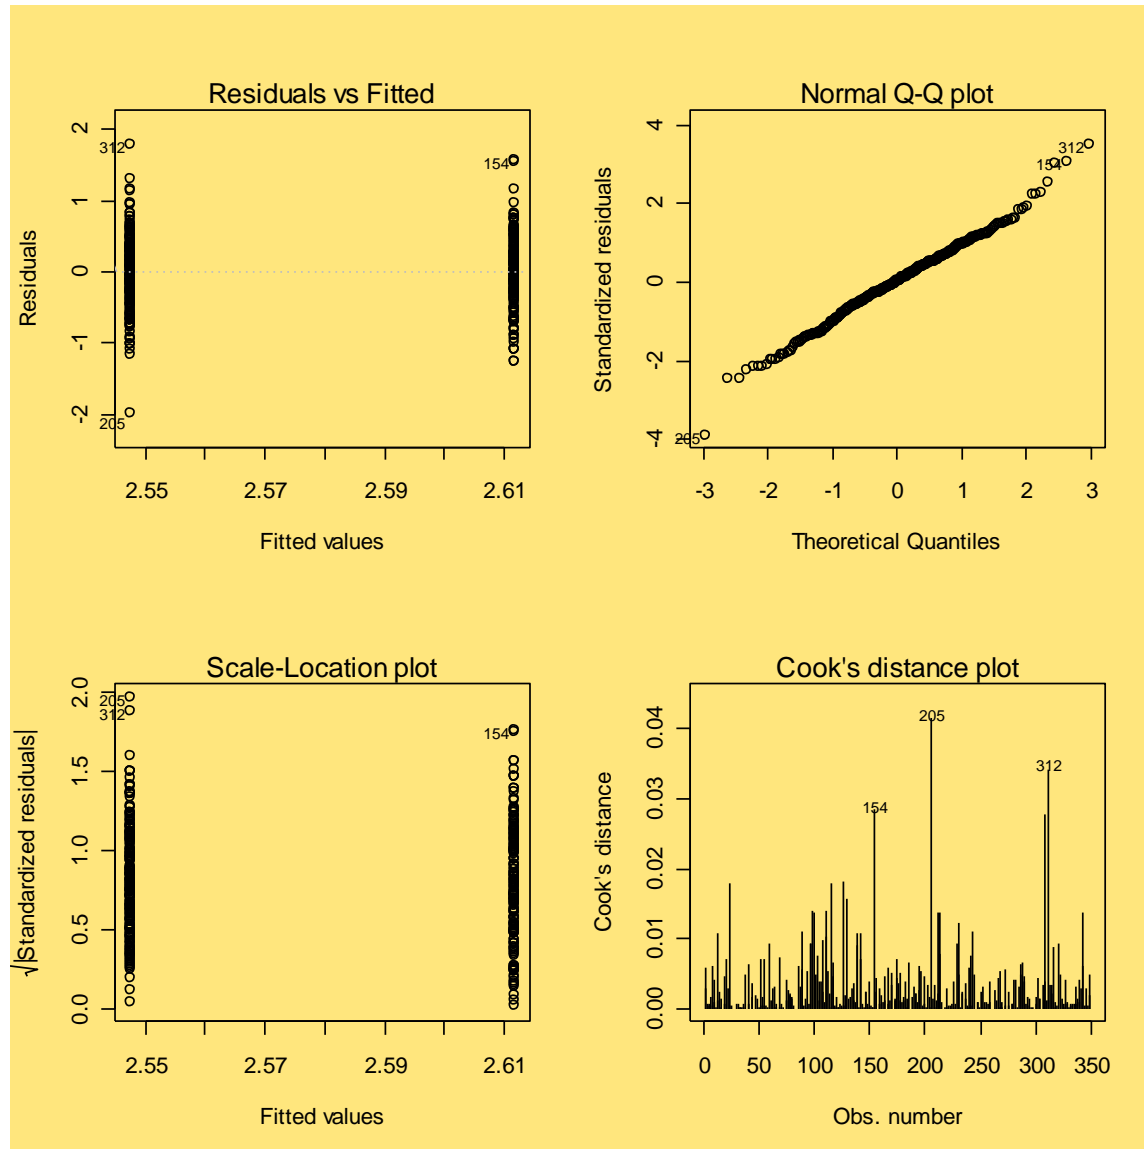 Residuals vs Fitted
2
1
0
-1
-2
312
154
205
Residuals
2.55 2.57 2.59 2.61
Fitted values
Normal Q-Q plot
4
2
0
-2
-4
312
154
205
Standardized residuals
-3 -2 -1 0 1 2 3
Theoretical Quantiles
Scale-Location plot
2.0
1.5
1.0
0.5
0.0
205
312
154
√|Standardized residuals|
2.55 2.57 2.59 2.61
Fitted values
Cook's distance plot
0.04
0.03
0.02
0.01
0.00
205
312
154
Cook's distance
0 50 100 150 200 250 300 350
Obs. number